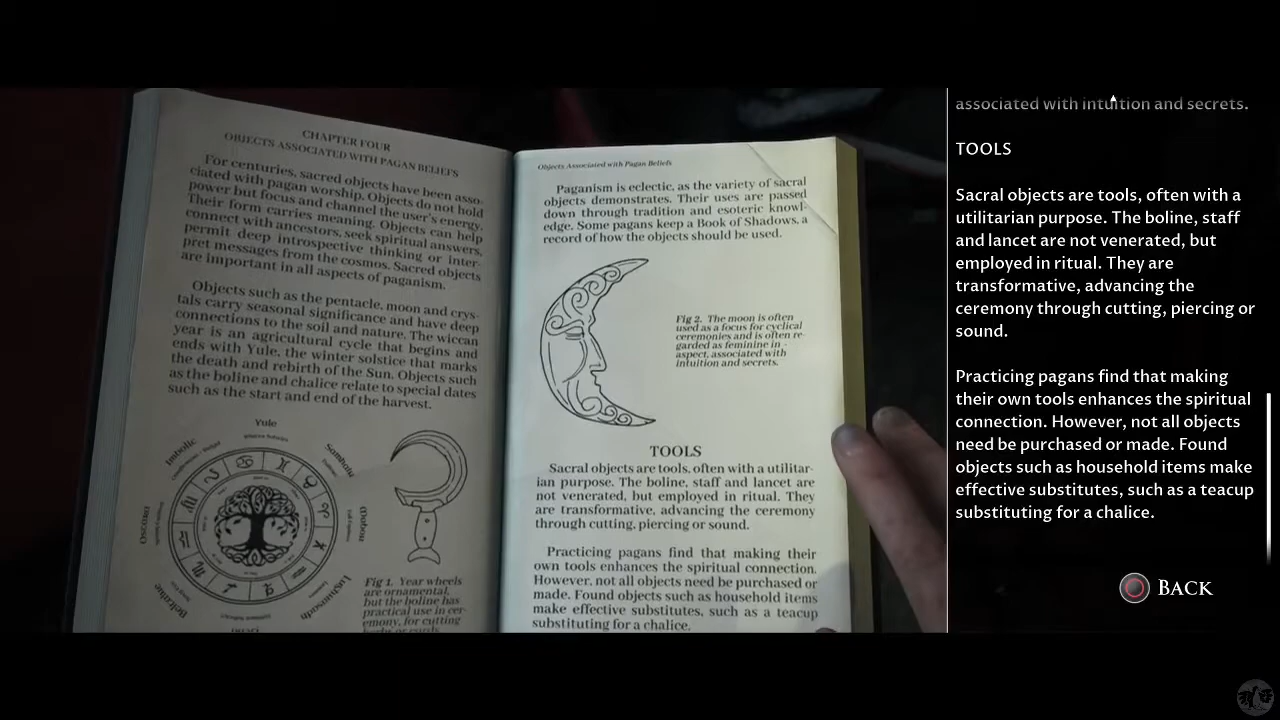 CHAPTER FOUR
OBJECTS ASSOCIATED WITH PAGAN BELIEFS
For centuries, sacred objects have been asso-
ciated with pagan worship. Objects do not hold
power but focus and channel the user's energy.
Their form carries meaning. Objects can help
connect with ancestors, seek spiritual answers,
permit deep introspective thinking or inter-
pret messages from the cosmos. Sacred objects
are important in all aspects of paganism.
Objects such as the pentacle, moon and crys-
tals carry seasonal significance and have deep
connections to the soil and nature. The wiccan
year is an agricultural cycle that begins and
ends with Yule, the winter solstice that marks
the death and rebirth of the Sun. Objects such
as the boline and chalice relate to special dates
such as the start and end of the harvest.
Yule
Imbolic
Mabon
Lughnasadh
Beltane
Fig 1. Year wheels
are ornamental,
but the boline has
practical use in cer-
emony, for cutting
Objects Associated with Pagan Beliefs
Paganism is eclectic, as the variety of sacral
objects demonstrates. Their uses are passed
down through tradition and esoteric knowl-
edge. Some pagans keep a Book of Shadows, a
record of how the objects should be used.
Fig 2. The moon is often
used as a focus for cyclical
ceremonies and is often re-
garded as feminine in -
aspect, associated with
intuition and secrets.
TOOLS
Sacral objects are tools, often with a utilitar-
ian purpose. The boline, staff and lancet are
not venerated, but employed in ritual. They
are transformative, advancing the ceremony
through cutting, piercing or sound.
Practicing pagans find that making their
own tools enhances the spiritual connection.
However, not all objects need be purchased or
made. Found objects such as household items
make effective substitutes, such as a teacup
substituting for a chalice.
associated with intuition and secrets.
TOOLS
Sacral objects are tools, often with a
utilitarian purpose. The boline, staff
and lancet are not venerated, but
employed in ritual. They are
transformative, advancing the
ceremony through cutting, piercing or
sound.
Practicing pagans find that making
their own tools enhances the spiritual
connection. However, not all objects
need be purchased or made. Found
objects such as household items make
effective substitutes, such as a teacup
substituting for a chalice.
BACK